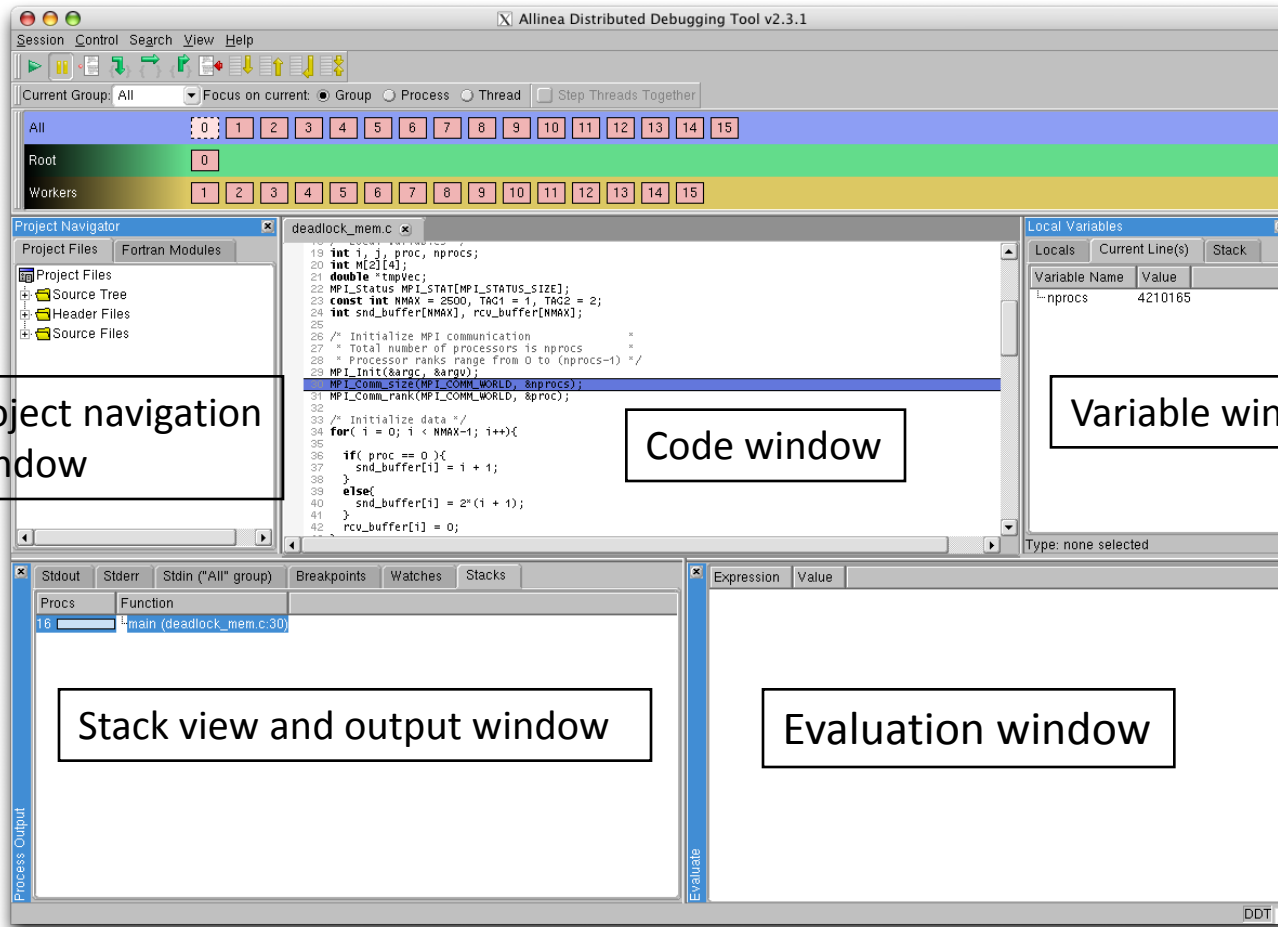 Allinea Distributed Debugging Tool v2.3.1
Session Control Search View Help
Current Group: All Focus on current: Group Process Thread Step Threads Together
All 0 1 2 3 4 5 6 7 8 9 10 11 12 13 14 15
Root 0
Workers 1 2 3 4 5 6 7 8 9 10 11 12 13 14 15
Project Navigator
Project Files Fortran Modules
Project Files
Source Tree
Header Files
Source Files
oject navigation
ndow
deadlock_mem.c
19 int i, j, proc, nprocs;
20 int M[2][4];
21 double *tmpVec;
22 MPI_Status MPI_STAT[MPI_STATUS_SIZE];
23 const int NMAX = 2500, TAG1 = 1, TAG2 = 2;
24 int snd_buffer[NMAX], rcv_buffer[NMAX];
25
26 /* Initialize MPI communication *
27 * Total number of processors is nprocs *
28 * Processor ranks range from 0 to (nprocs-1) */
29 MPI_Init(&argc, &argv);
30 MPI_Comm_size(MPI_COMM_WORLD, &nprocs);
31 MPI_Comm_rank(MPI_COMM_WORLD, &proc);
32
33 /* Initialize data */
34 for( i = 0; i < NMAX-1; i++){
35
36 if( proc == 0 ){
37 snd_buffer[i] = i + 1;
38 }
39 else{
40 snd_buffer[i] = 2*(i + 1);
41 }
42 rcv_buffer[i] = 0;
Code window
Local Variables
Locals Current Line(s) Stack
Variable Name Value
nprocs 4210165
Variable win
Type: none selected
Stdout Stderr Stdin ("All" group) Breakpoints Watches Stacks
Procs Function
16 main (deadlock_mem.c:30)
Stack view and output window
Process Output
Expression Value
Evaluation window
Evaluate
DDT